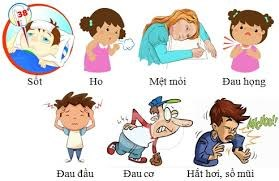 38
Sốt
Ho
Mệt mỏi
Đau họng
Đau đầu
Đau cơ
Hắt hơi, sổ mũi